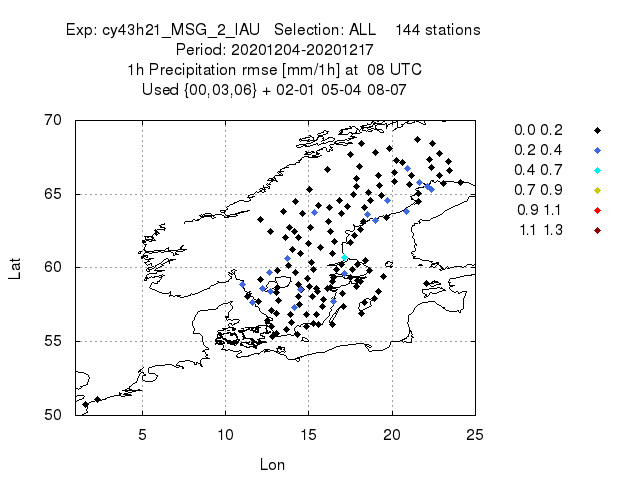 Exp: cy43h21_MSG_2_IAU   Selection: ALL    144 stations
Period: 20201204-20201217
1h Precipitation rmse [mm/1h] at  08 UTC
Used {00,03,06} + 02-01 05-04 08-07
70
65
60
55
50
Lat
5
10
15
20
25
Lon
0.0 0.2
0.2 0.4
0.4 0.7
0.7 0.9
0.9 1.1
1.1 1.3